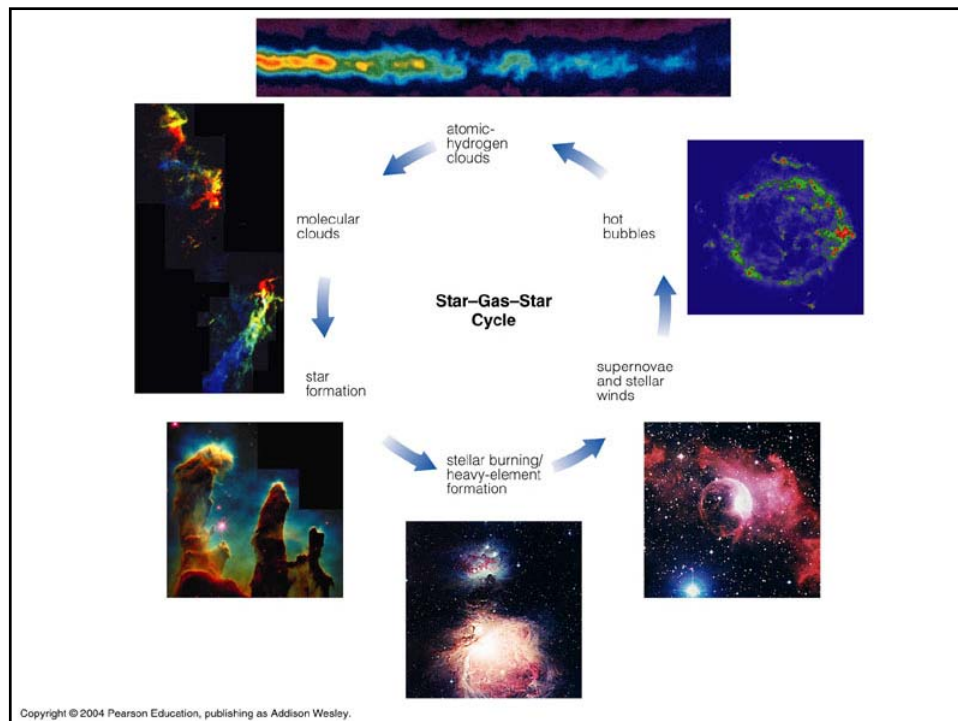 atomic-
hydrogen
clouds
molecular
clouds
hot
bubbles
Star–Gas–Star
Cycle
star
formation
supernovae
and stellar
winds
stellar burning/
heavy-element
formation
Copyright © 2004 Pearson Education, publishing as Addison Wesley.